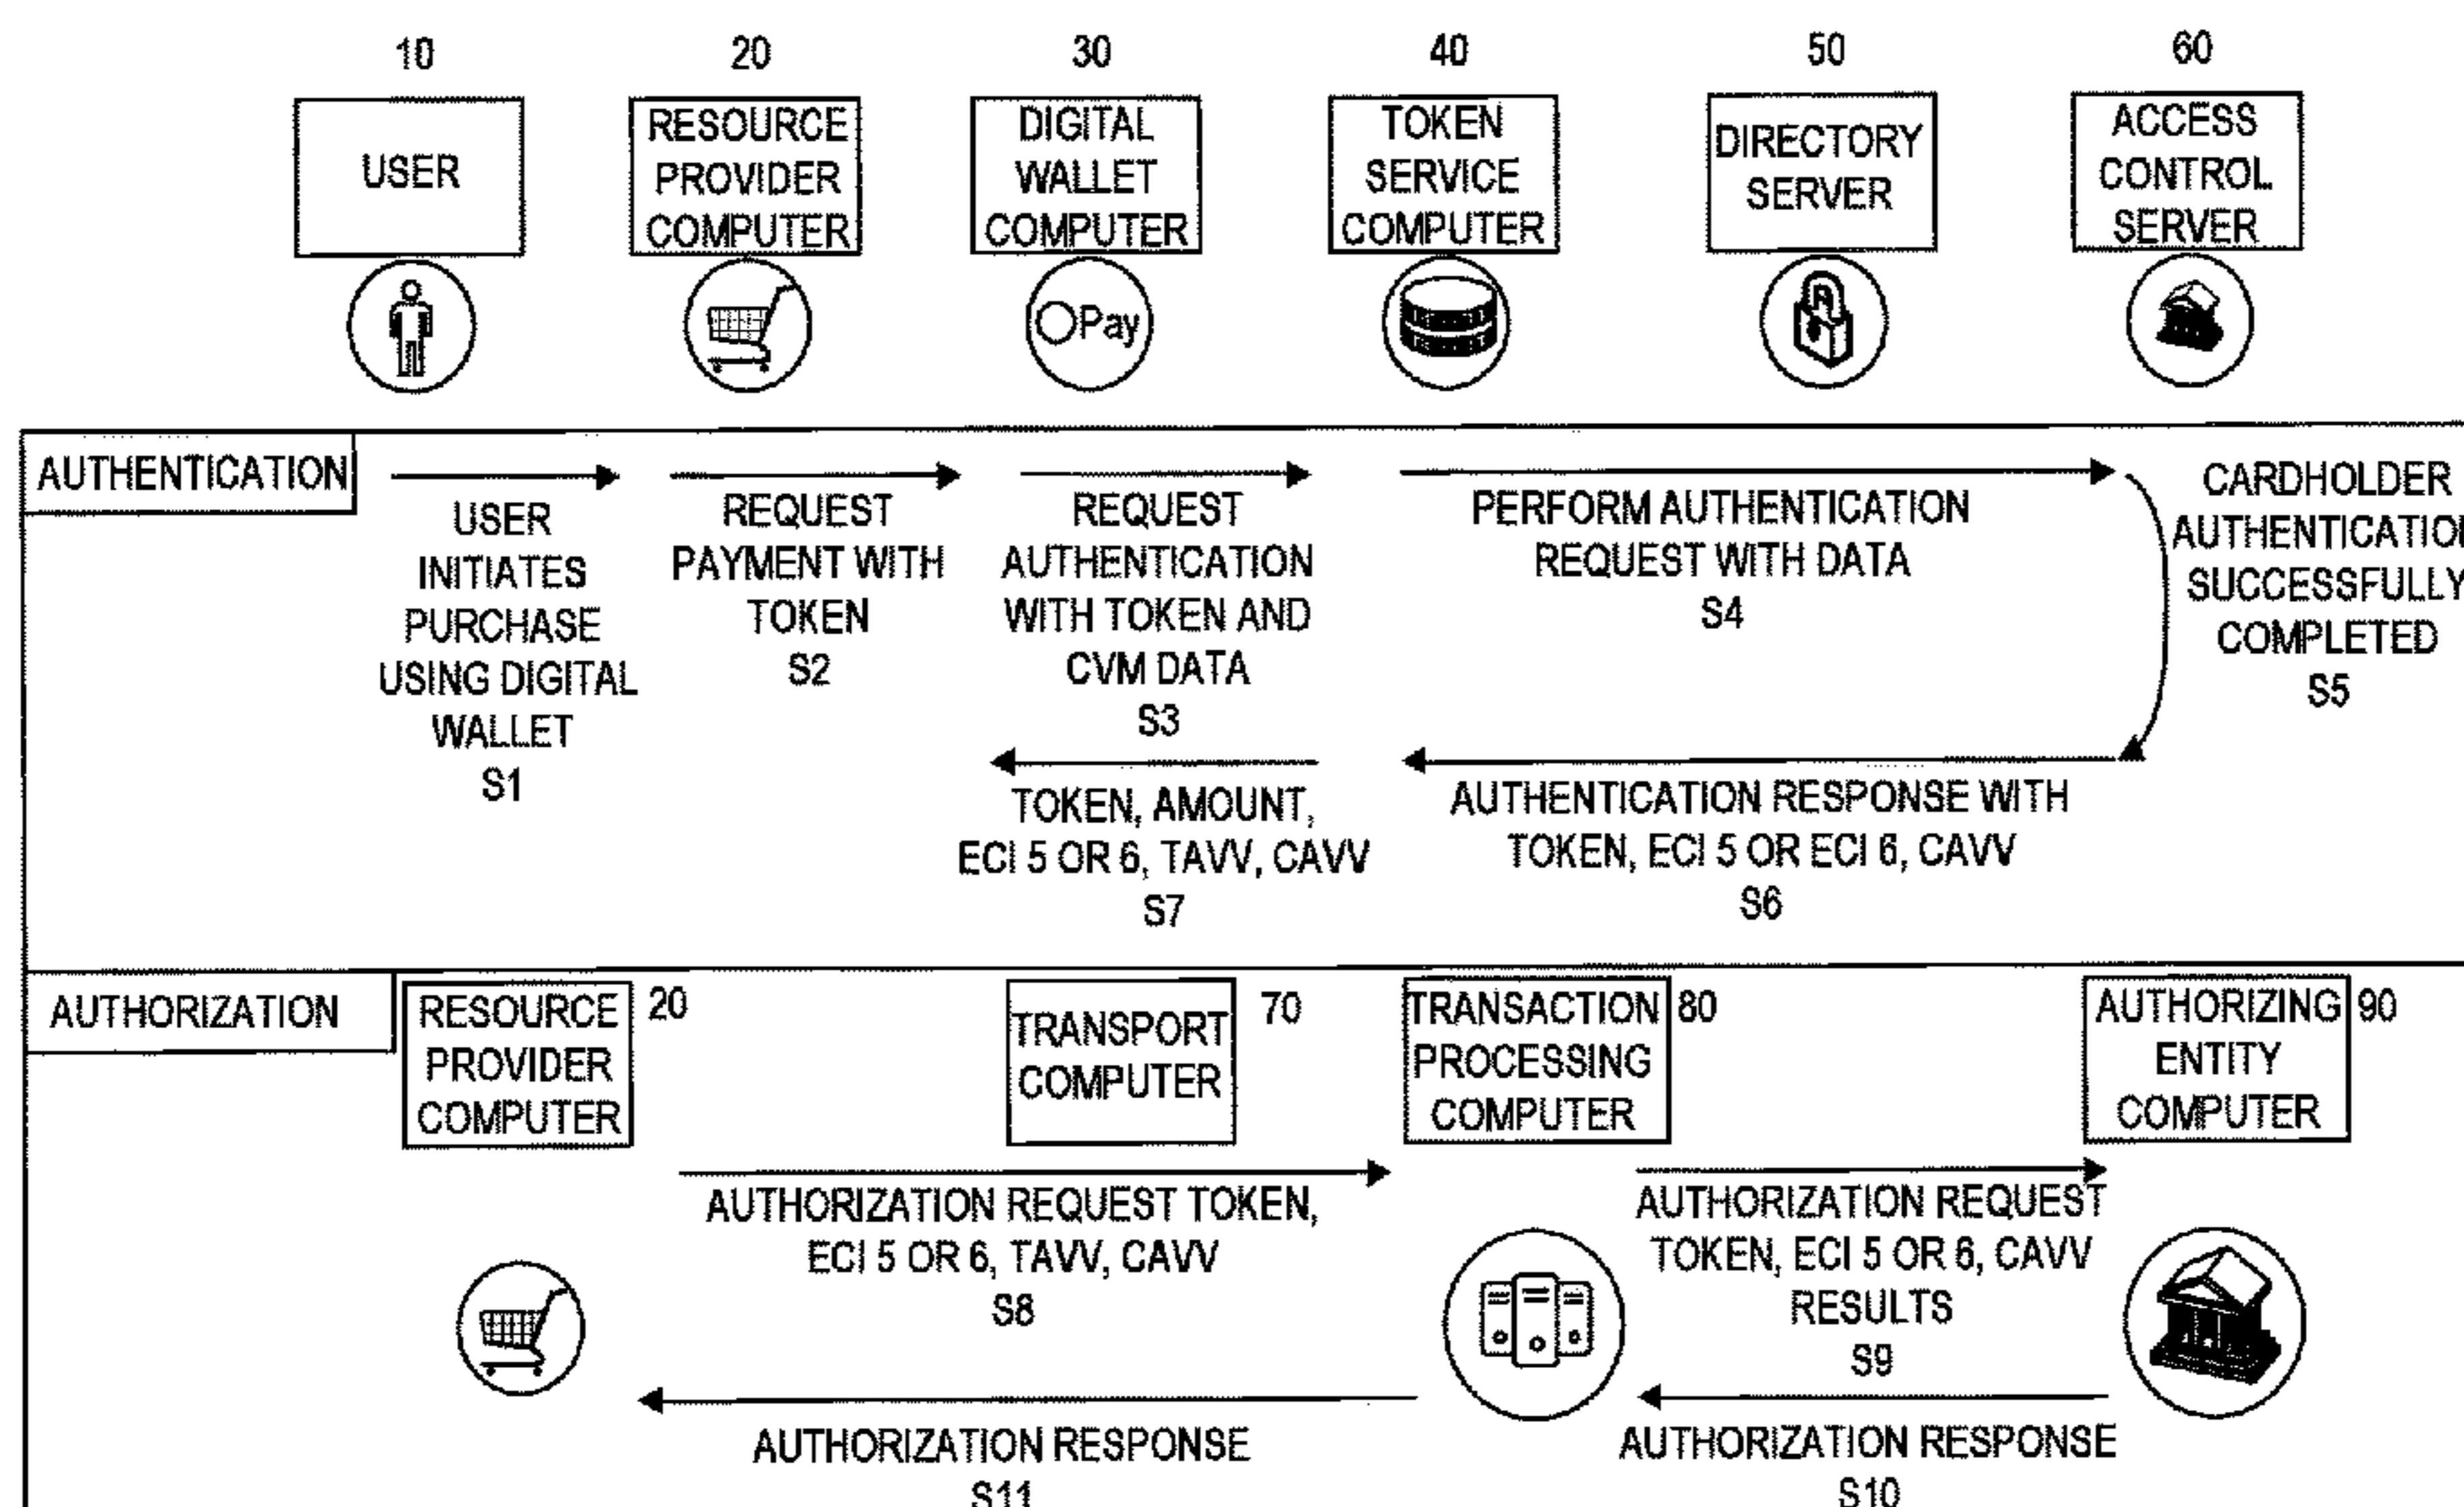 10
20
30
40
50
60
USER
RESOURCE
PROVIDER
COMPUTER
DIGITAL
WALLET
COMPUTER
TOKEN
SERVICE
COMPUTER
DIRECTORY
SERVER
ACCESS
CONTROL
SERVER
Pay
AUTHENTICATION
USER
INITIATES
PURCHASE
USING DIGITAL
WALLET
S1
REQUEST
PAYMENT WITH
TOKEN
S2
REQUEST
AUTHENTICATION
WITH TOKEN AND
CVM DATA
S3
PERFORM AUTHENTICATION
REQUEST WITH DATA
S4
CARDHOLDER
AUTHENTICATION
SUCCESSFULLY
COMPLETED
S5
TOKEN, AMOUNT,
ECI 5 OR 6, TAVV, CAVV
S7
AUTHENTICATION RESPONSE WITH
TOKEN, ECI 5 OR ECI 6, CAVV
S6
AUTHORIZATION
RESOURCE
PROVIDER
COMPUTER
20
TRANSPORT
COMPUTER
70
TRANSACTION
PROCESSING
COMPUTER
80
AUTHORIZING
ENTITY
COMPUTER
90
AUTHORIZATION REQUEST TOKEN,
ECI 5 OR 6, TAVV, CAVV
S8
AUTHORIZATION REQUEST
TOKEN, ECI 5 OR 6, CAVV
RESULTS
S9
AUTHORIZATION RESPONSE
S11
AUTHORIZATION RESPONSE
S10